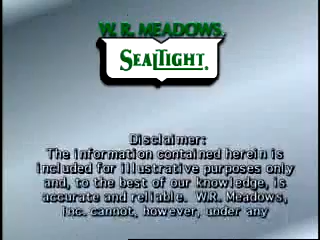 W. R. MEADOWS.
SEALTIGHT.
Disclaimer:
The information contained herein is
included for illustrative purposes only
and, to the best of our knowledge, is
accurate and reliable. W.R. Meadows,
Inc. cannot, however, under any